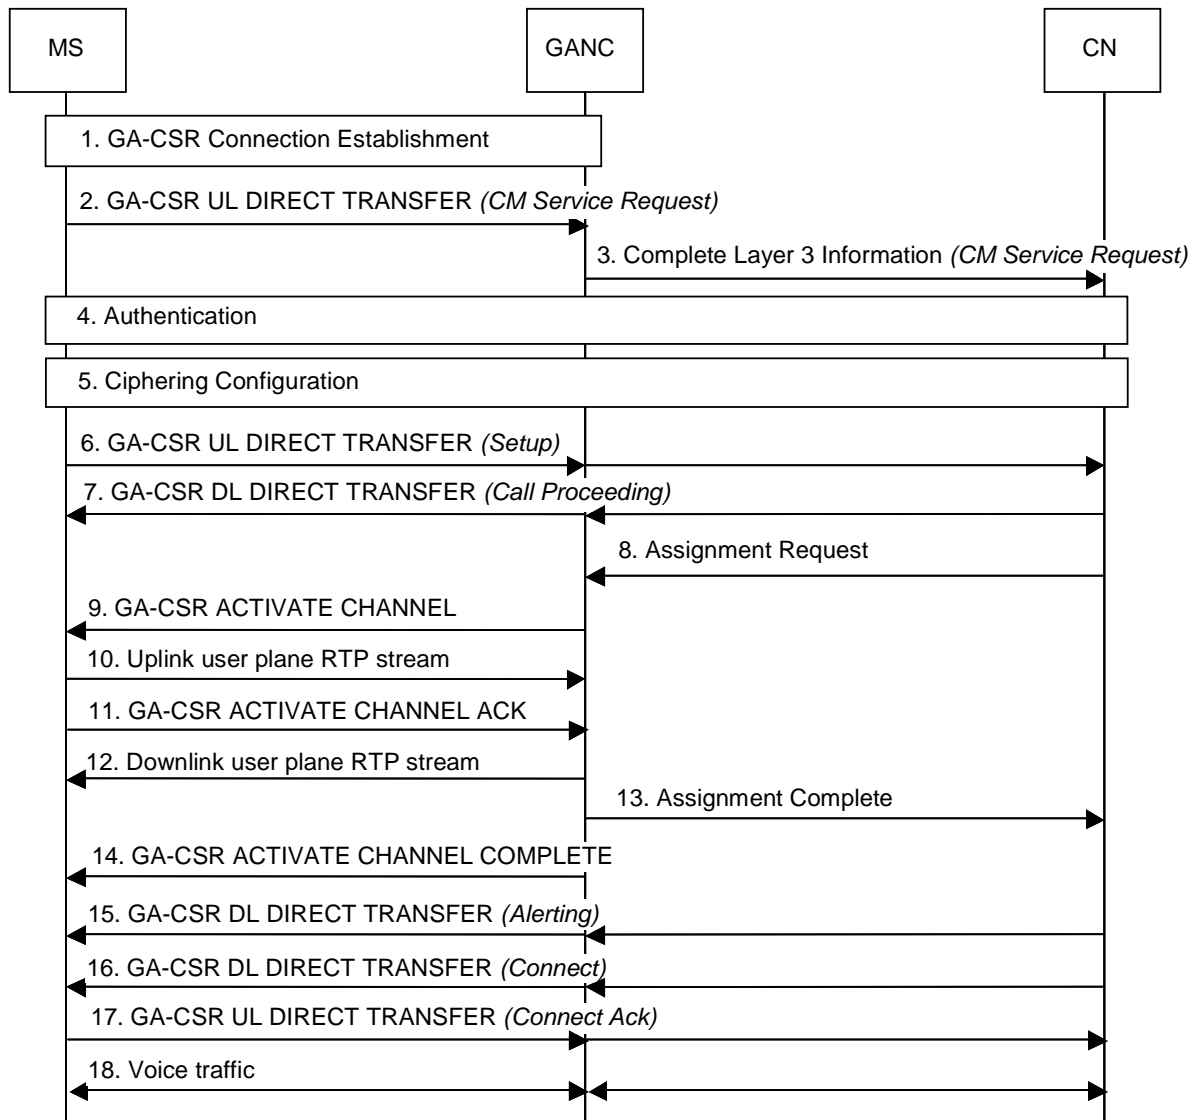 MS
GANC
CN
1. GA-CSR Connection Establishment
2. GA-CSR UL DIRECT TRANSFER (CM Service Request)
3. Complete Layer 3 Information (CM Service Request)
4. Authentication
5. Ciphering Configuration
6. GA-CSR UL DIRECT TRANSFER (Setup)
7. GA-CSR DL DIRECT TRANSFER (Call Proceeding)
8. Assignment Request
9. GA-CSR ACTIVATE CHANNEL
10. Uplink user plane RTP stream
11. GA-CSR ACTIVATE CHANNEL ACK
12. Downlink user plane RTP stream
13. Assignment Complete
14. GA-CSR ACTIVATE CHANNEL COMPLETE
15. GA-CSR DL DIRECT TRANSFER (Alerting)
16. GA-CSR DL DIRECT TRANSFER (Connect)
17. GA-CSR UL DIRECT TRANSFER (Connect Ack)
18. Voice traffic